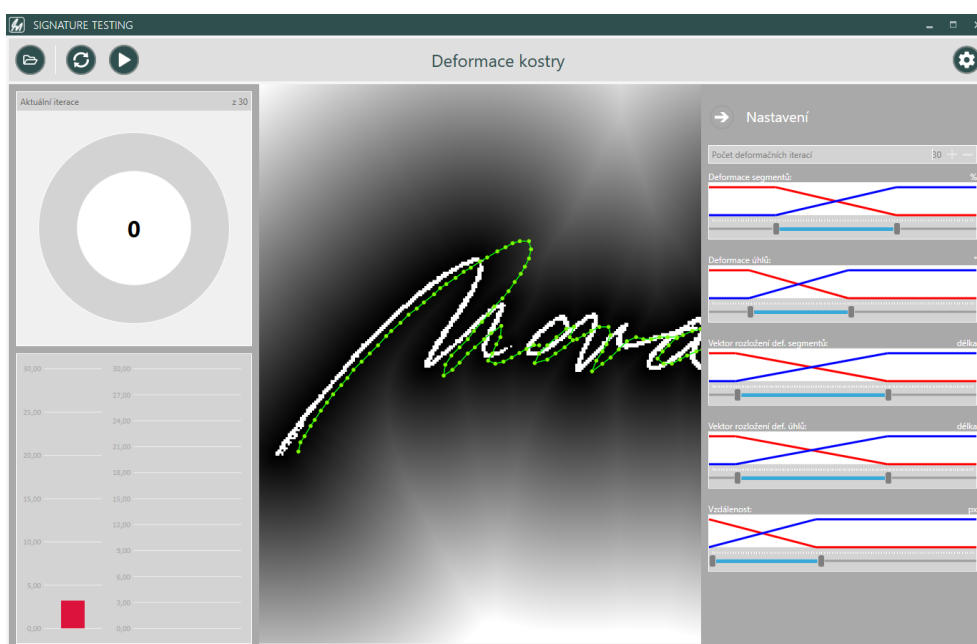 SIGNATURE TESTING
Deformace kostry
Aktuální iterace z 30
0
30,00 30,00
27,00
25,00
24,00
21,00
20,00
18,00
15,00 15,00
12,00
10,00
9,00
6,00
5,00
3,00
0,00 0,00
Nastavení
Počet deformačních iterací 30
Deformace segmentů: %
Deformace úhlů: °
Vektor rozložení def. segmentů: délka
Vektor rozložení def. úhlů: délka
Vzdálenost: px